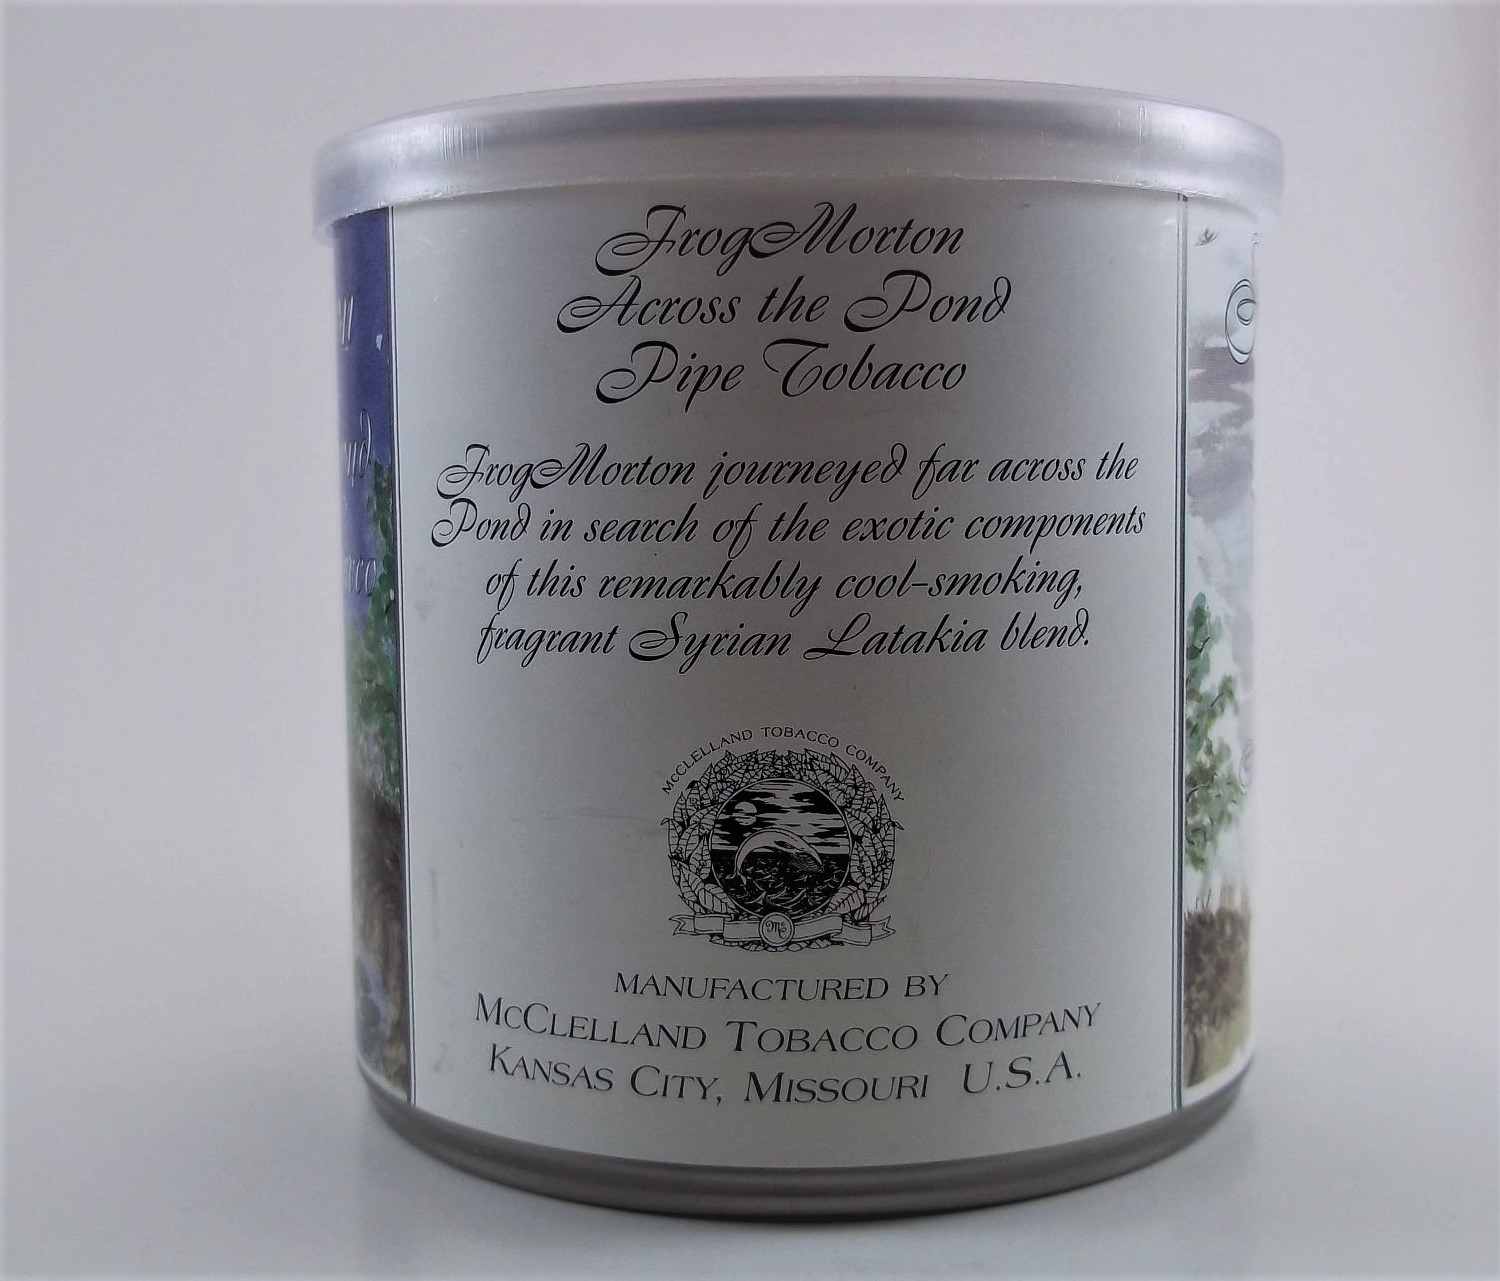 FrogMorton
Across the Pond
Pipe Tobacco
FrogMorton journeyed far across the
Pond in search of the exotic components
of this remarkably cool-smoking,
fragrant Syrian Latakia blend.
McCLELLAND TOBACCO COMPANY
MANUFACTURED BY
McCLELLAND TOBACCO COMPANY
KANSAS CITY, MISSOURI U.S.A.